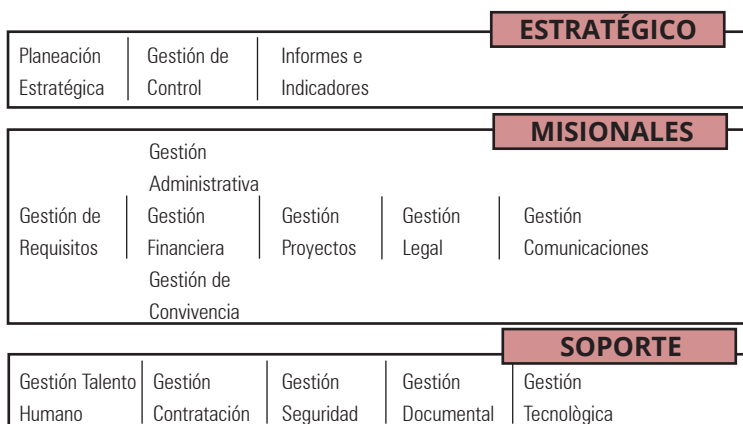 ESTRATÉGICO
Planeación
Estratégica
Gestión de
Control
Informes e
Indicadores
MISIONALES
Gestión de
Requisitos
Gestión
Administrativa
Gestión
Financiera
Gestión de
Convivencia
Gestión
Proyectos
Gestión
Legal
Gestión
Comunicaciones
SOPORTE
Gestión Talento
Humano
Gestión
Contratación
Gestión
Seguridad
Gestión
Documental
Gestión
Tecnològica